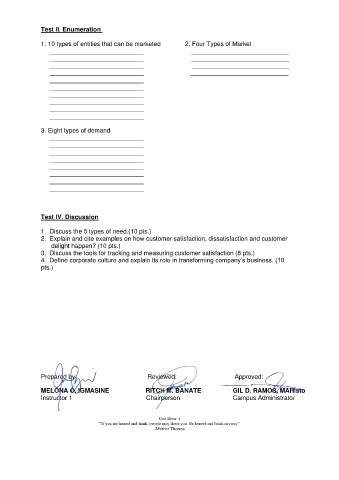 Test II. Enumeration
1. 10 types of entities that can be marketed
2. Four Types of Market
3. Eight types of demand
Test IV. Discussion
1. Discuss the 5 types of need.(10 pts.)
2. Explain and cite examples on how customer satisfaction, dissatisfaction and customer
delight happen? (10 pts.)
3. Discuss the tools for tracking and measuring customer satisfaction (8 pts.)
4. Define corporate culture and explain its role in transforming company's business. (10
pts.)
Prepared by:
Reviewed:
Approved:
MELONA O. IGMASINE
RITCH M. BANATE
GIL D. RAMOS, MARisto
Instructor 1
Chairperson
Campus Administrator
God bless :)
"If you are honest and frank, people may cheat you. Be honest and frank anyway"
-Mother Theresa